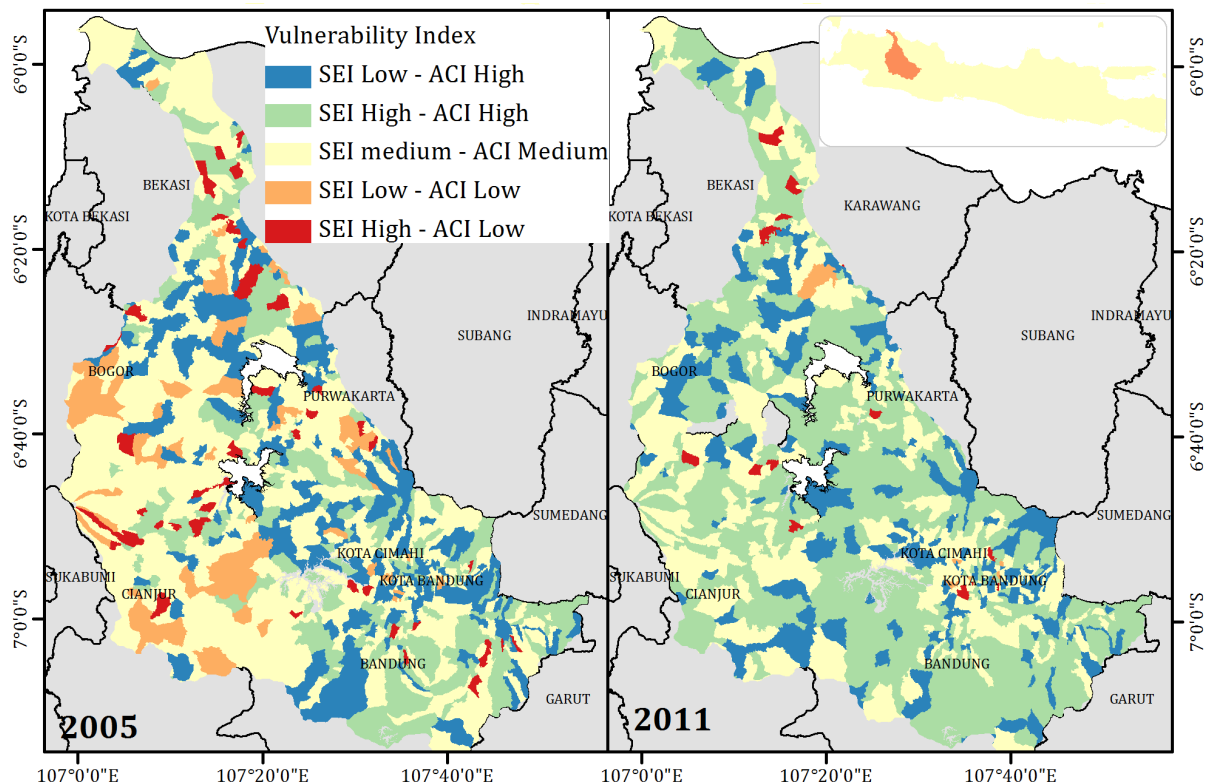 Vulnerability Index
SEI Low - ACI High
SEI High - ACI High
SEI medium - ACI Medium
SEI Low - ACI Low
SEI High - ACI Low
6°0'0"S
6°20'0"S
6°40'0"S
7°0'0"S
BEKASI
KOTA BEKASI
INDRAMAYU
SUBANG
BOGOR
PURWAKARTA
SUMEDANG
KOTA CIMAHI
SUKABUMI
KOTA BANDUNG
CIANJUR
BANDUNG
GARUT
2005
107°0'0"E
107°20'0"E
107°40'0"E
BEKASI
KARAWANG
KOTA BEKASI
INDRAMAYU
SUBANG
BOGOR
PURWAKARTA
SUMEDANG
KOTA CIMAHI
SUKABUMI
KOTA BANDUNG
CIANJUR
BANDUNG
GARUT
2011
6°0'0"S
6°20'0"S
6°40'0"S
7°0'0"S
107°0'0"E
107°20'0"E
107°40'0"E